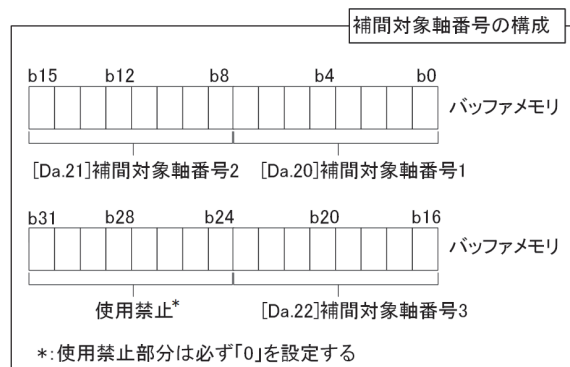 補間対象軸番号の構成
b15 b12 b8 b4 b0
バッファメモリ
[Da.21]補間対象軸番号2 [Da.20]補間対象軸番号1
b31 b28 b24 b20 b16
バッファメモリ
使用禁止* [Da.22]補間対象軸番号3
*:使用禁止部分は必ず「0」を設定する